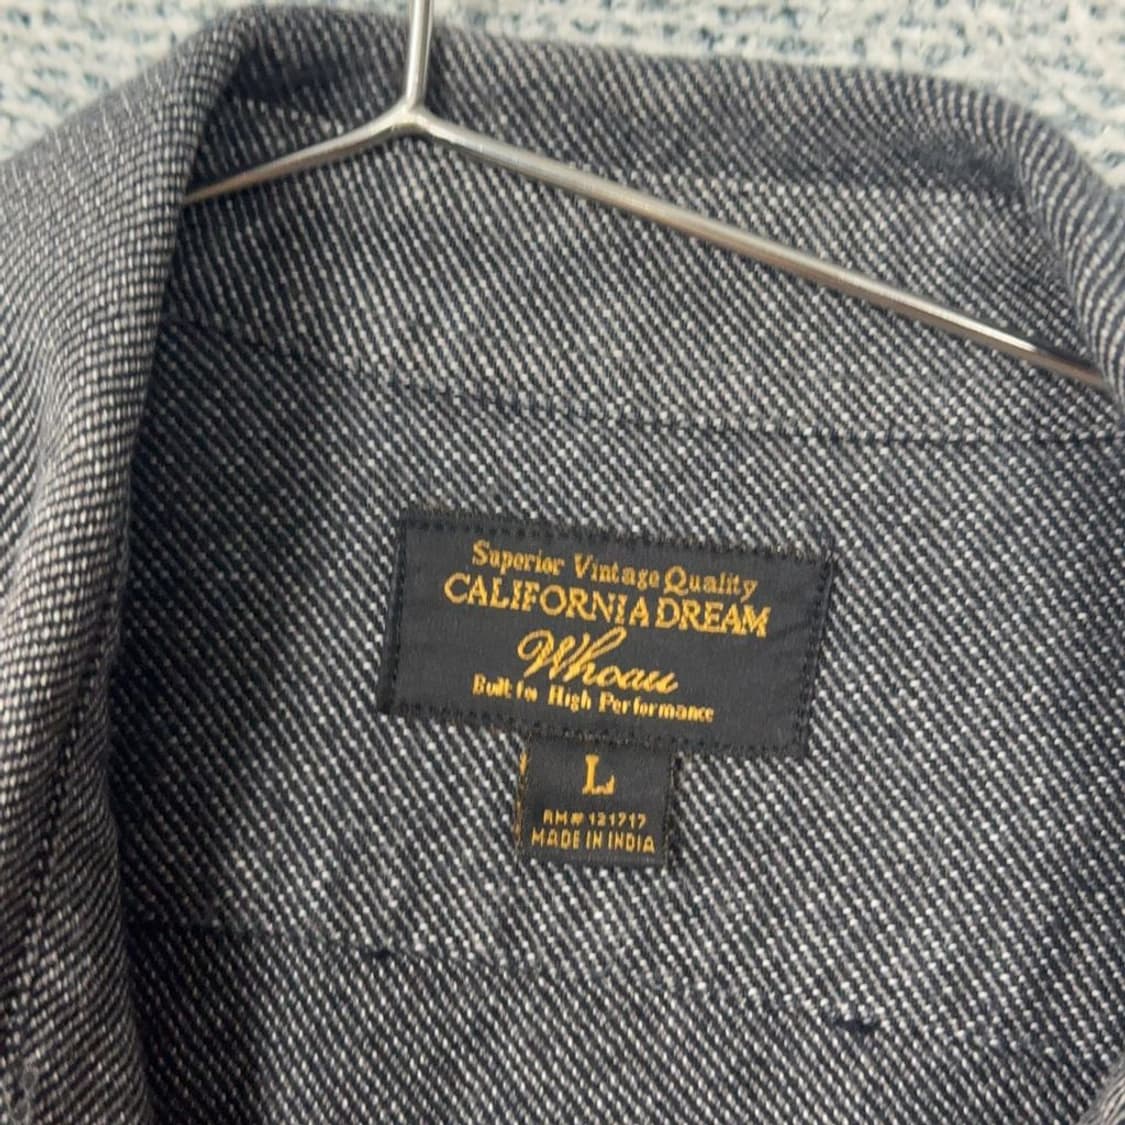 Superior Vintage Quality
CALIFORNIA DREAM
Whoau
Built for High Performance
L
RM# 121717
MADE IN INDIA